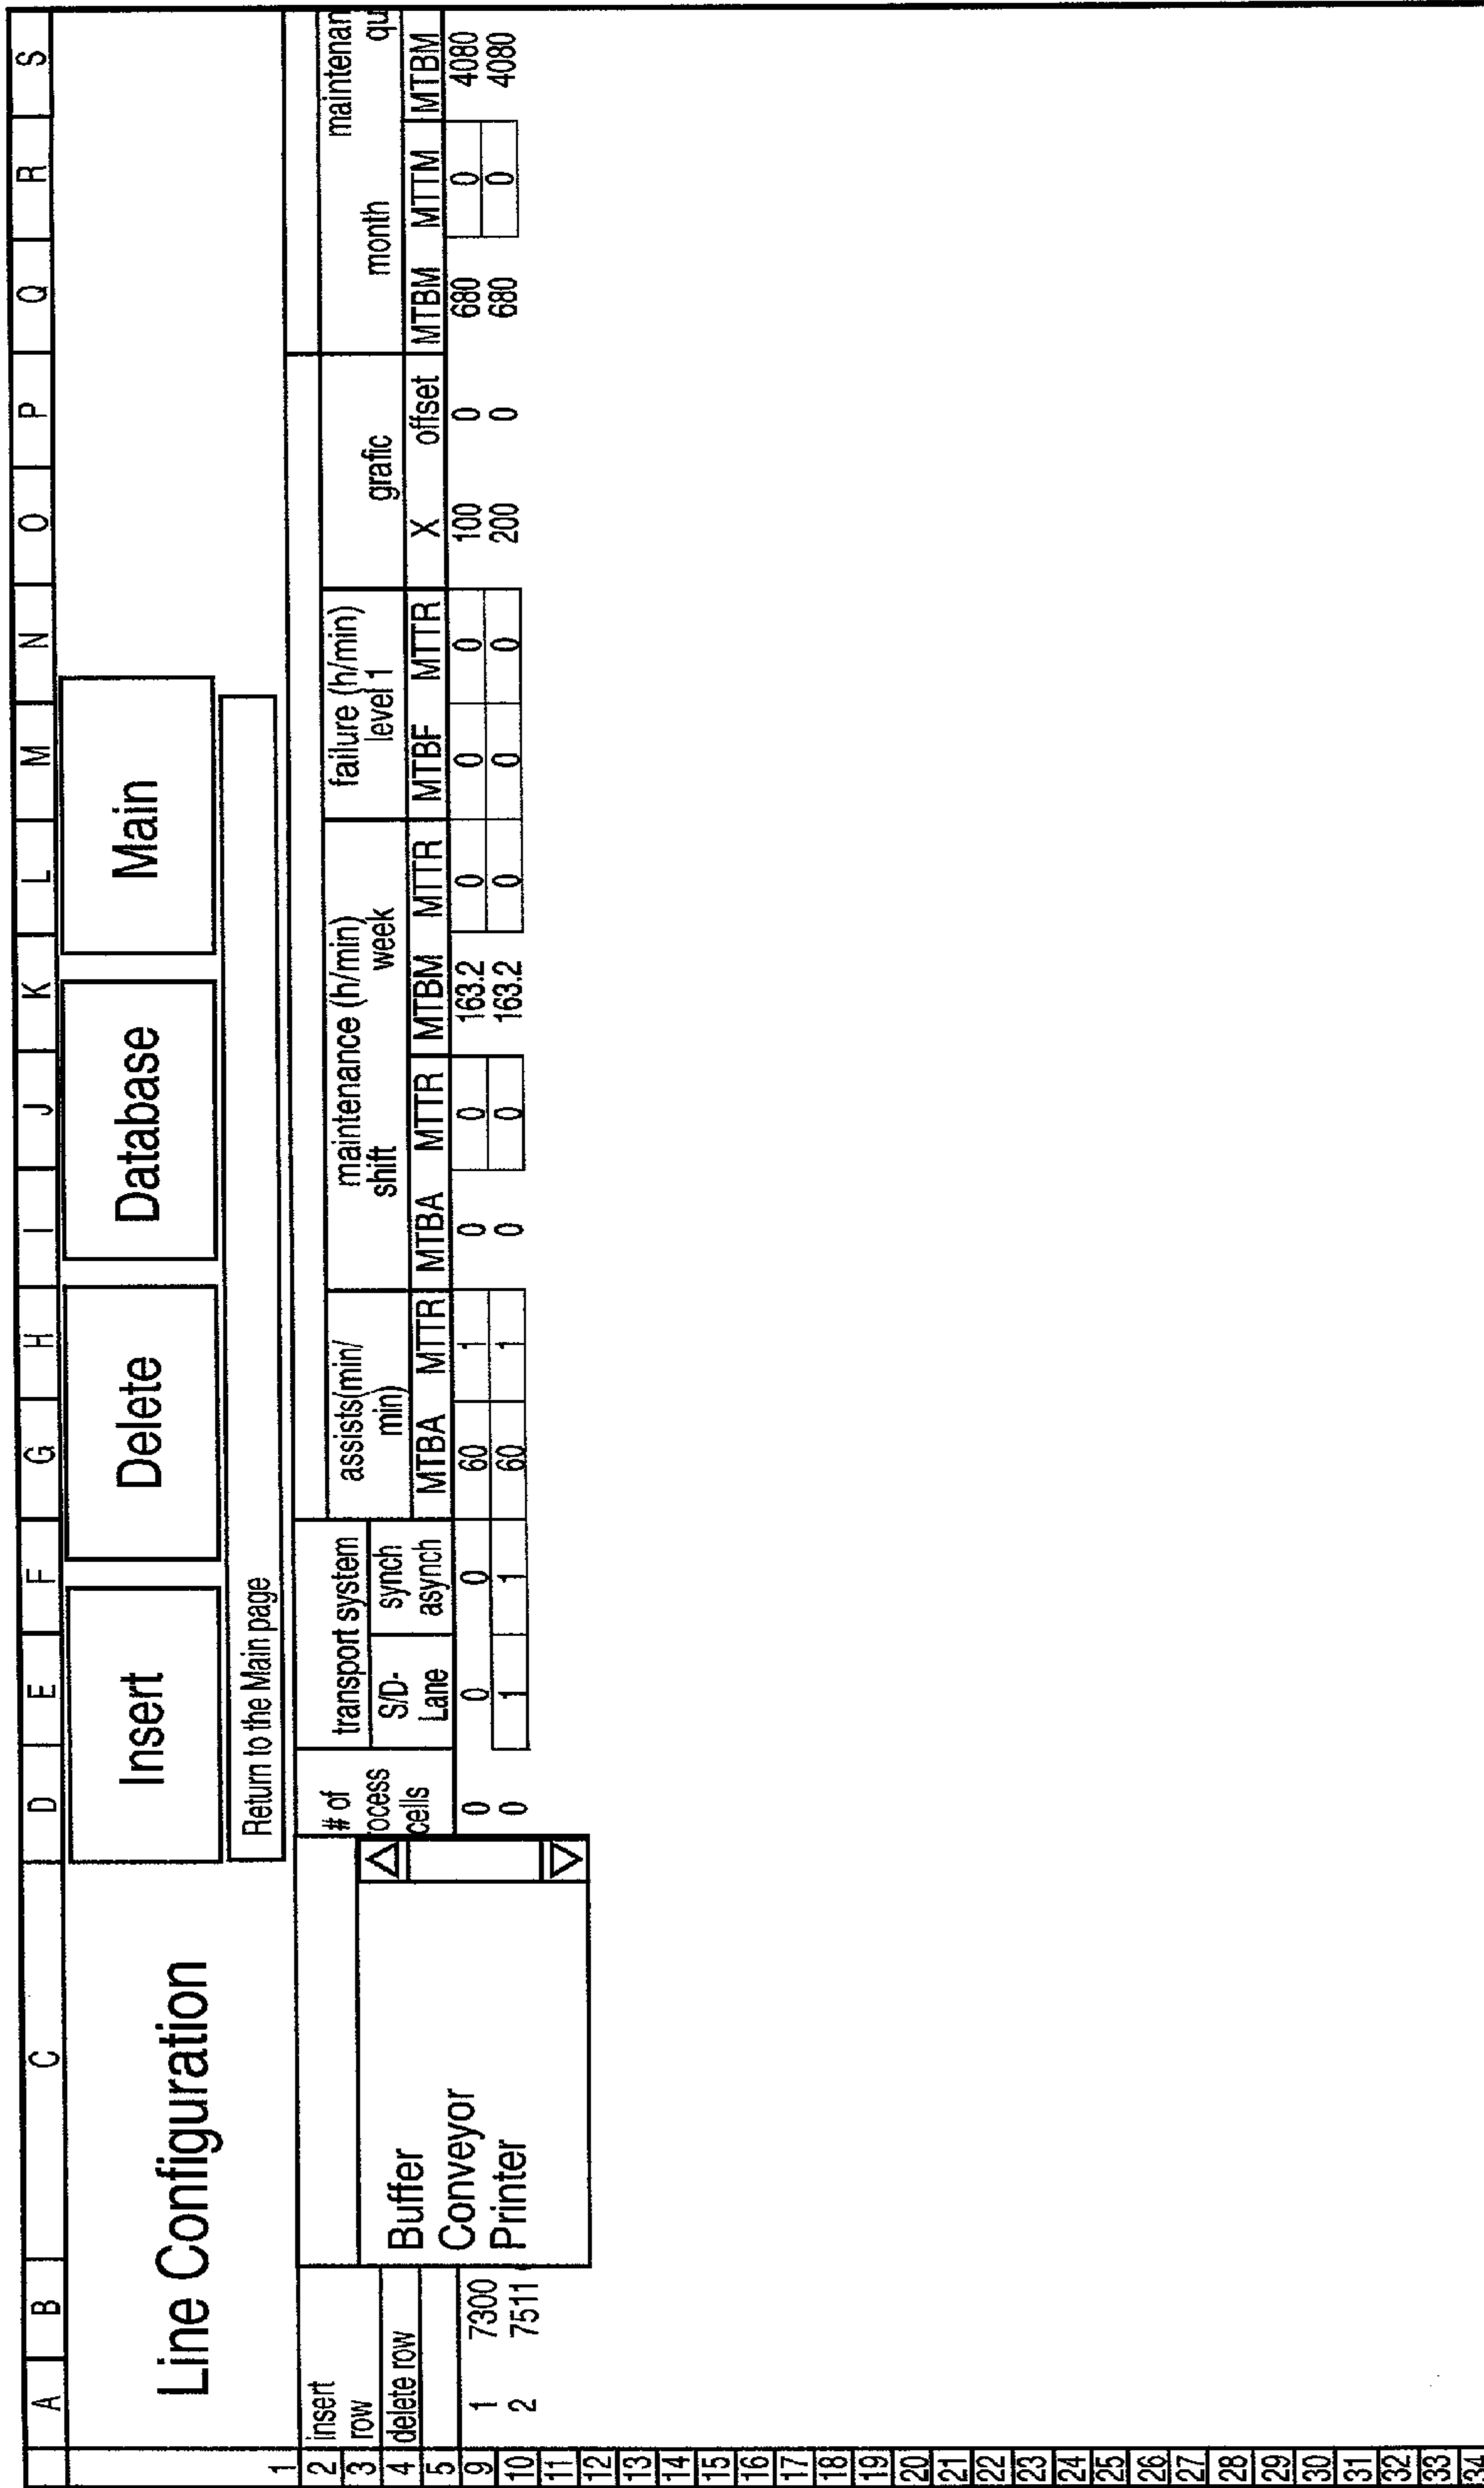 A B C D E F G H I J K L M N O P Q R S
Line Configuration
Insert Delete Database Main
Return to the Main page
1
2 insert
3 row
4 delete row
5
# of
ocess
cells
transport system
S/D-
Lane
synch
asynch
assists(min/
min)
MTBA MTTR
maintenance (h/min)
shift week
MTBA MTTR MTBM MTTR
failure (h/min)
level 1
MTBF MTTR
grafic
X offset
maintenan
month qu
MTBM MTTM MTBM
Buffer
Conveyor
Printer
9 1 7300 0 0 0 60 1 0 0 163.2 0 0 0 100 0 680 0 4080
10 2 7511 0 1 1 60 1 0 0 163.2 0 0 0 200 0 680 0 4080
11
12
13
14
15
16
17
18
19
20
21
22
23
24
25
26
27
28
29
30
31
32
33
34